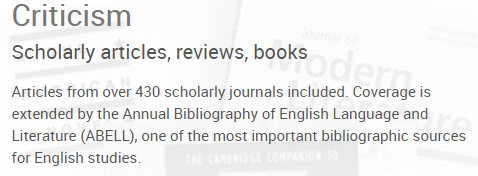 Criticism
Scholarly articles, reviews, books
Articles from over 430 scholarly journals included. Coverage is
extended by the Annual Bibliography of English Language and
Literature (ABELL), one of the most important bibliographic sources
for English studies.
Journal of
Modern
Literature
THE CAMBRIDGE COMPANION TO